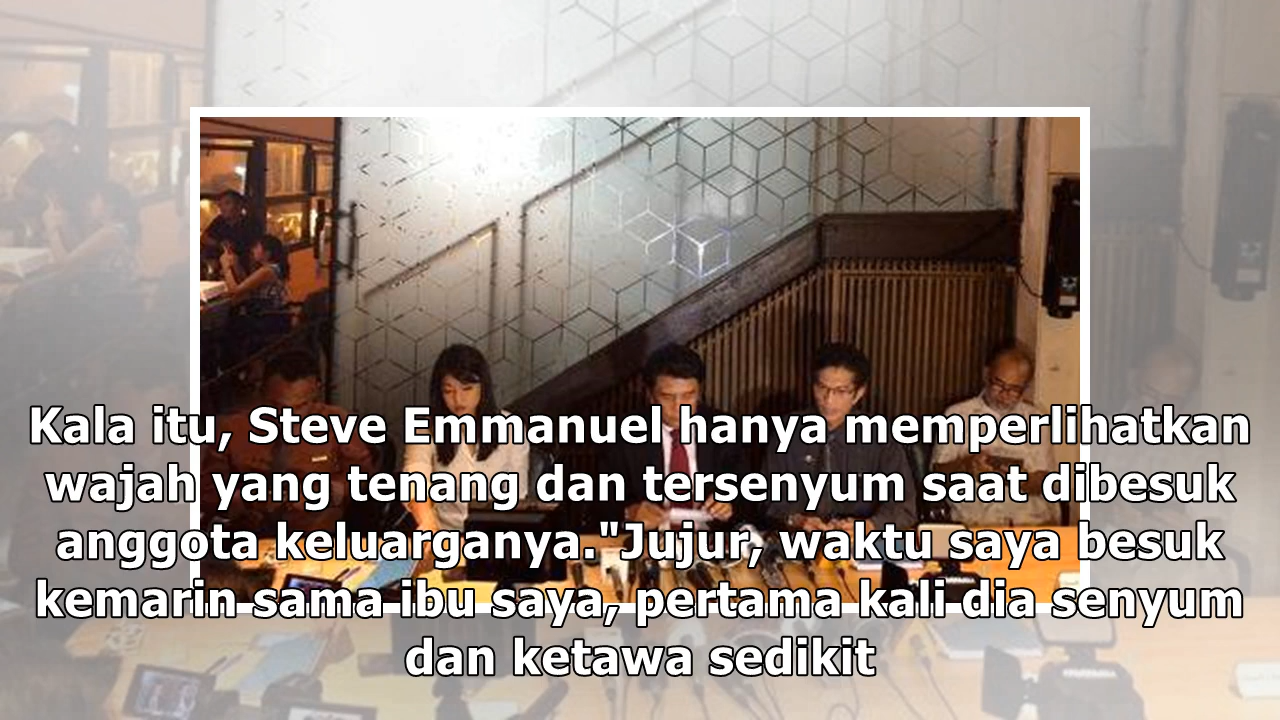 Kala itu, Steve Emmanuel hanya memperlihatkan
wajah yang tenang dan tersenyum saat dibesuk
anggota keluarganya."Jujur, waktu saya besuk
kemarin sama ibu saya, pertama kali dia senyum
dan ketawa sedikit